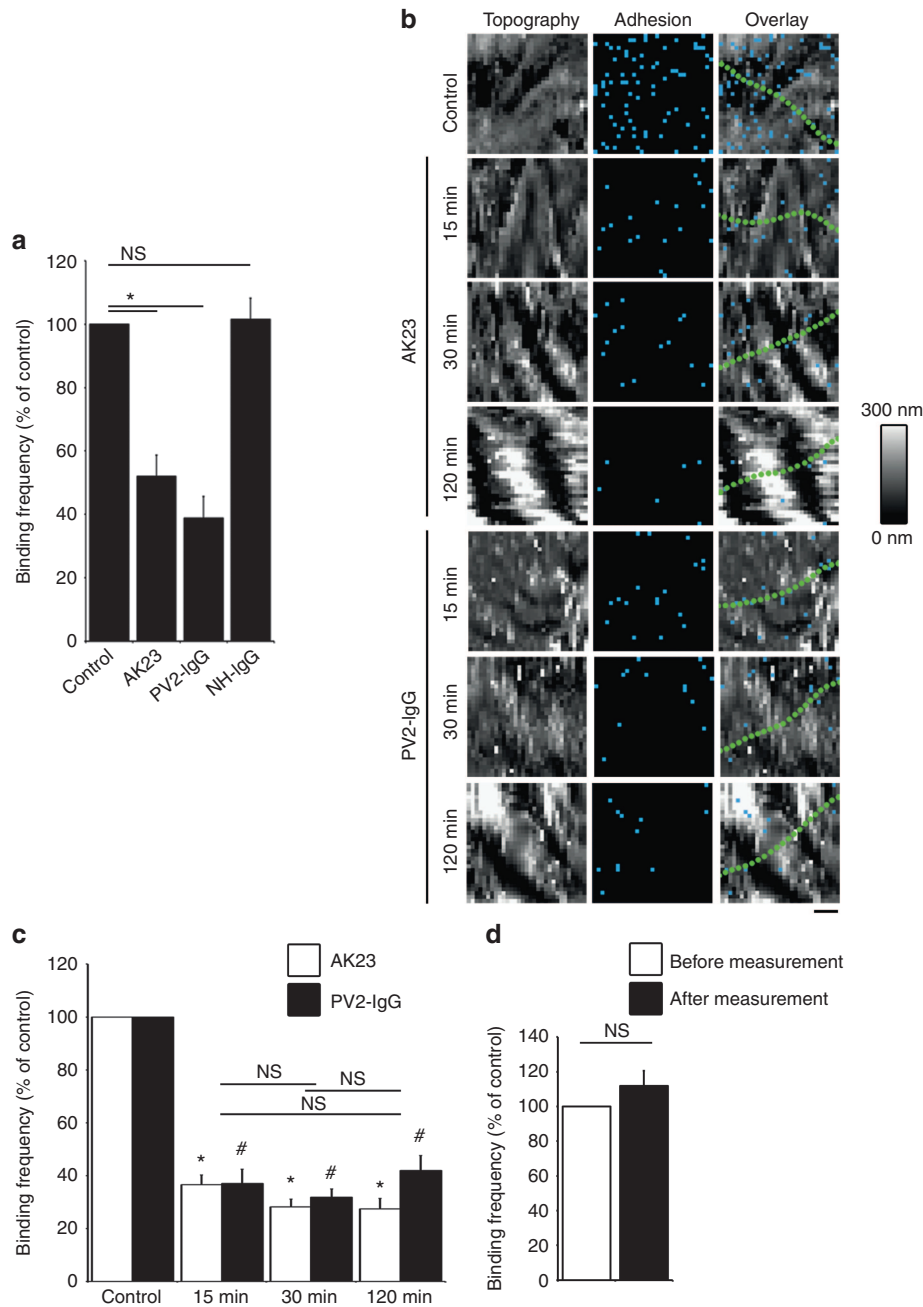 b
Topography Adhesion Overlay
Control
AK23
15 min
30 min
120 min
PV2-IgG
15 min
30 min
120 min
300 nm
0 nm
a
NS
*
Binding frequency (% of control)
120
100
80
60
40
20
0
Control AK23 PV2-IgG NH-IgG
c
AK23
PV2-IgG
Binding frequency (% of control)
120
100
80
60
40
20
0
NS
NS
NS
* # * # * #
Control 15 min 30 min 120 min
d
Before measurement
After measurement
Binding frequency (% of control)
140
120
100
80
60
40
20
0
NS